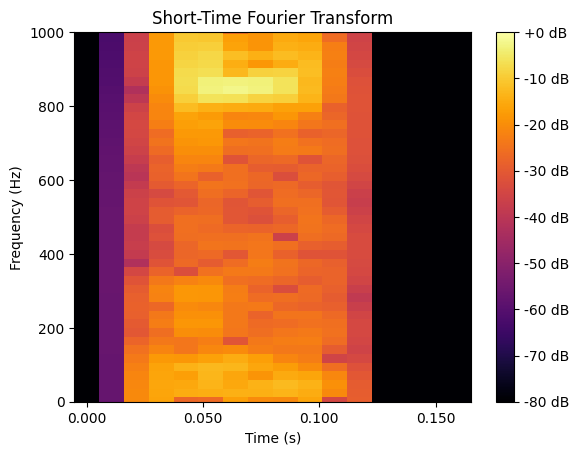 Short-Time Fourier Transform
1000
800
600
400
200
0
Frequency (Hz)
0.000
0.050
0.100
0.150
Time (s)
+0 dB
-10 dB
-20 dB
-30 dB
-40 dB
-50 dB
-60 dB
-70 dB
-80 dB